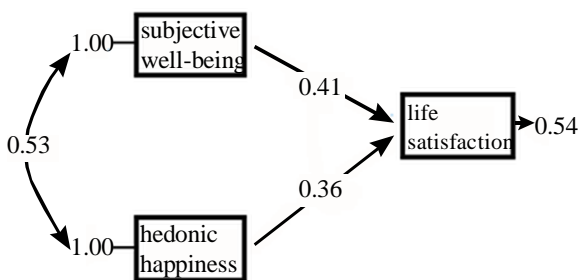 1.00
subjective
well-being
0.41
life
satisfaction
0.54
0.53
0.36
1.00
hedonic
happiness